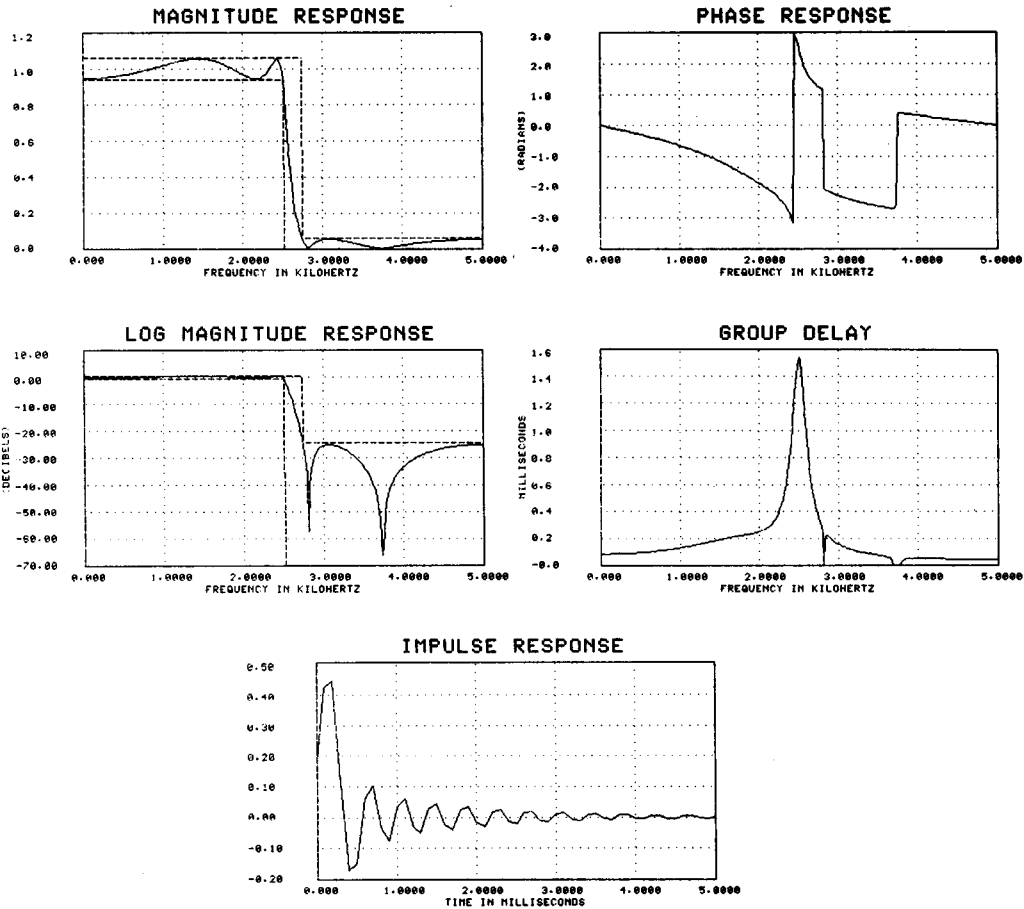 MAGNITUDE RESPONSE
1.2
1.0
0.8
0.6
0.4
0.2
0.0
0.000 1.0000 2.0000 3.0000 4.0000 5.0000
FREQUENCY IN KILOHERTZ
PHASE RESPONSE
3.0
2.0
1.0
0.0
-1.0
-2.0
-3.0
-4.0
(RADIANS)
0.000 1.0000 2.0000 3.0000 4.0000 5.0000
FREQUENCY IN KILOHERTZ
LOG MAGNITUDE RESPONSE
10.00
0.00
-10.00
-20.00
-30.00
-40.00
-50.00
-60.00
-70.00
(DECIBELS)
0.000 1.0000 2.0000 3.0000 4.0000 5.0000
FREQUENCY IN KILOHERTZ
GROUP DELAY
1.6
1.4
1.2
1.0
0.8
0.6
0.4
0.2
-0.0
MILLISECONDS
0.000 1.0000 2.0000 3.0000 4.0000 5.0000
FREQUENCY IN KILOHERTZ
IMPULSE RESPONSE
0.50
0.40
0.30
0.20
0.10
0.00
-0.10
-0.20
0.000 1.0000 2.0000 3.0000 4.0000 5.0000
TIME IN MILLISECONDS